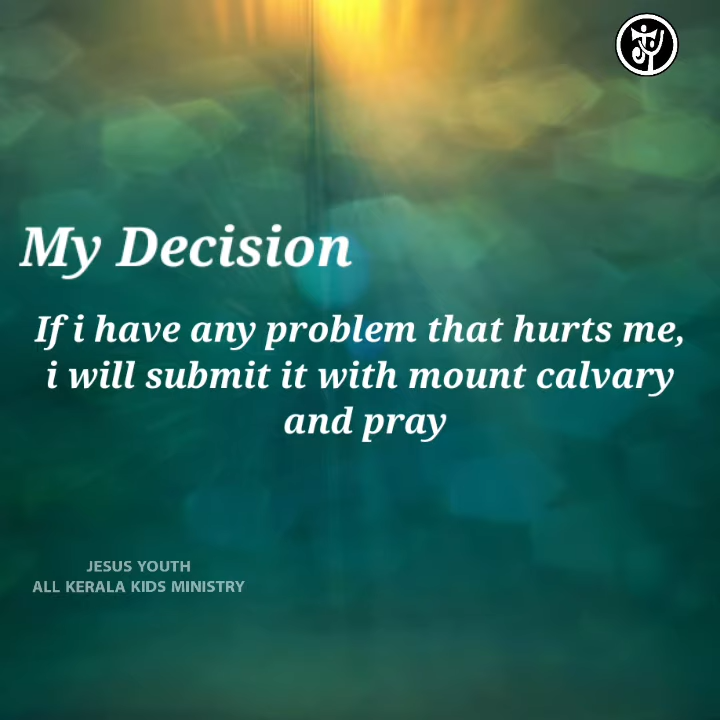 My Decision
If i have any problem that hurts me,
i will submit it with mount calvary
and pray
JESUS YOUTH
ALL KERALA KIDS MINISTRY